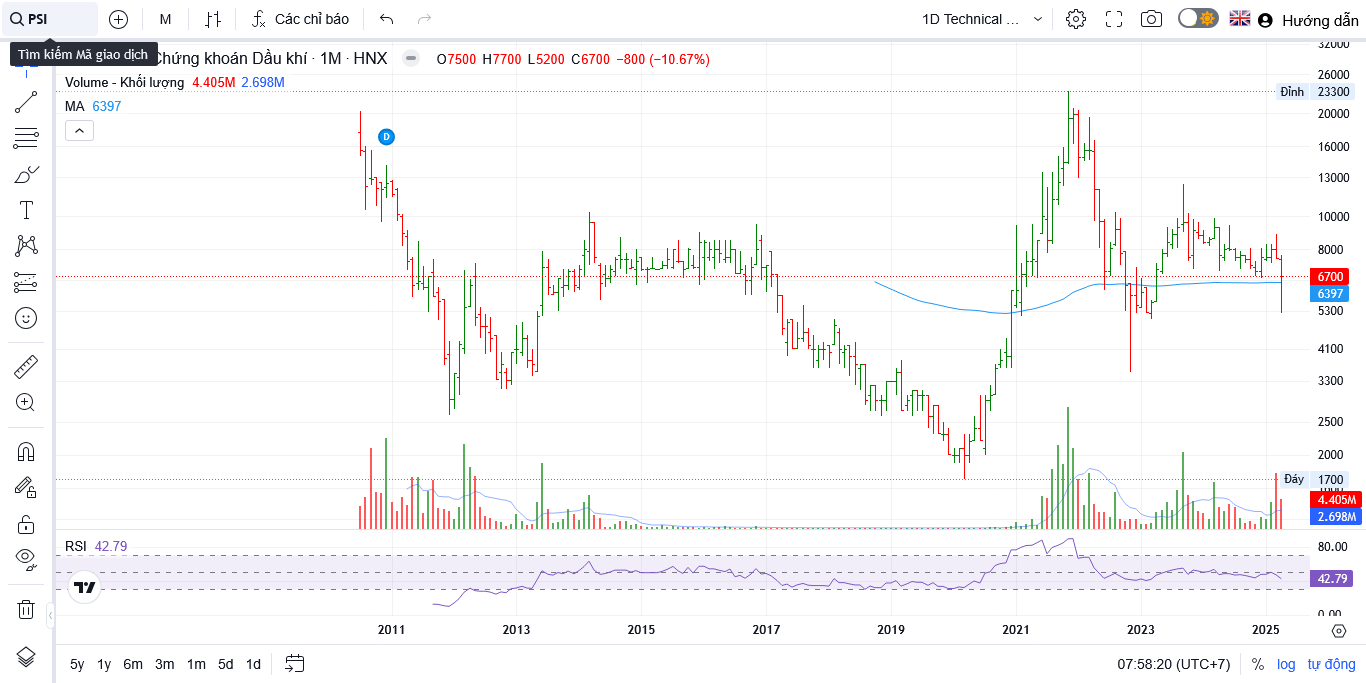 PSI
M
Các chỉ báo
1D Technical ...
Hướng dẫn
Tìm kiếm Mã giao dịch
Chứng khoán Dầu khí · 1M · HNX
O7500 H7700 L5200 C6700 −800 (−10.67%)
Volume - Khối lượng 4.405M 2.698M
MA 6397
D
32000
26000
Đỉnh 23300
20000
16000
13000
10000
8000
6700
6397
5300
4100
3300
2500
2000
Đáy 1700
4.405M
2.698M
RSI 42.79
80.00
42.79
0.00
2011 2013 2015 2017 2019 2021 2023 2025
5y 1y 6m 3m 1m 5d 1d
07:58:20 (UTC+7) % log tự động